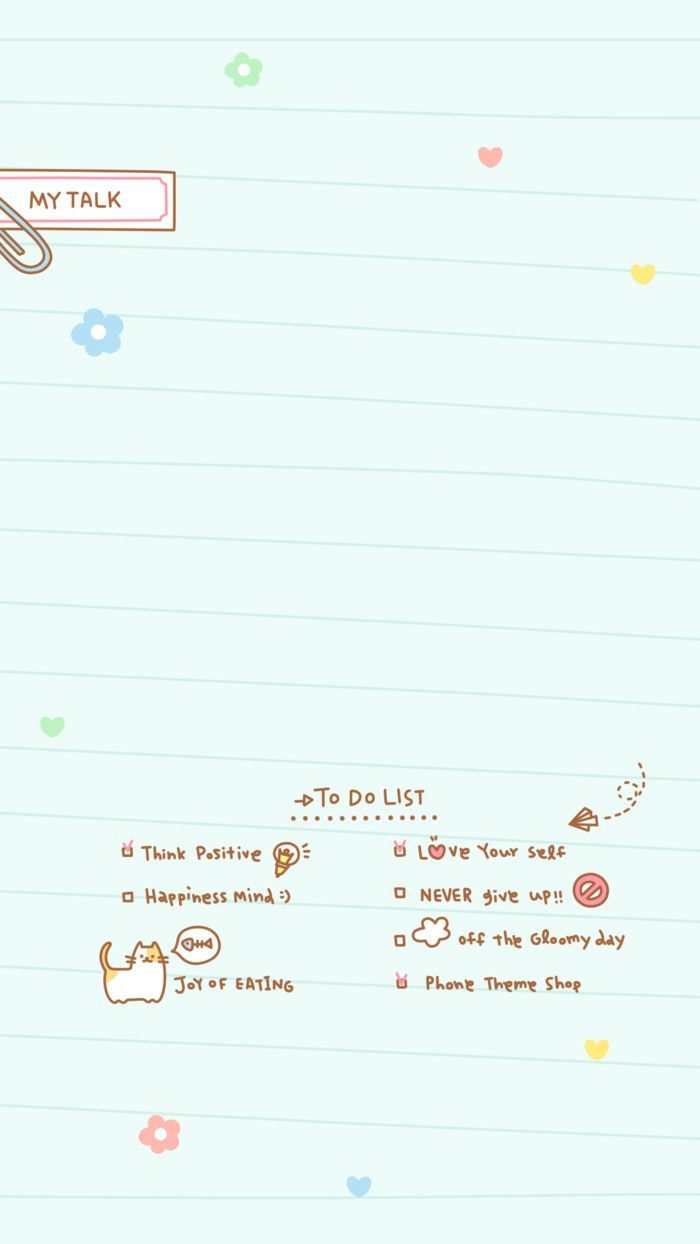 MY TALK
TO DO LIST
Think Positive
Happiness Mind :)
JOY OF EATING
LOve Your Self
NEVER give up!!
off the Gloomy day
Phone Theme Shop